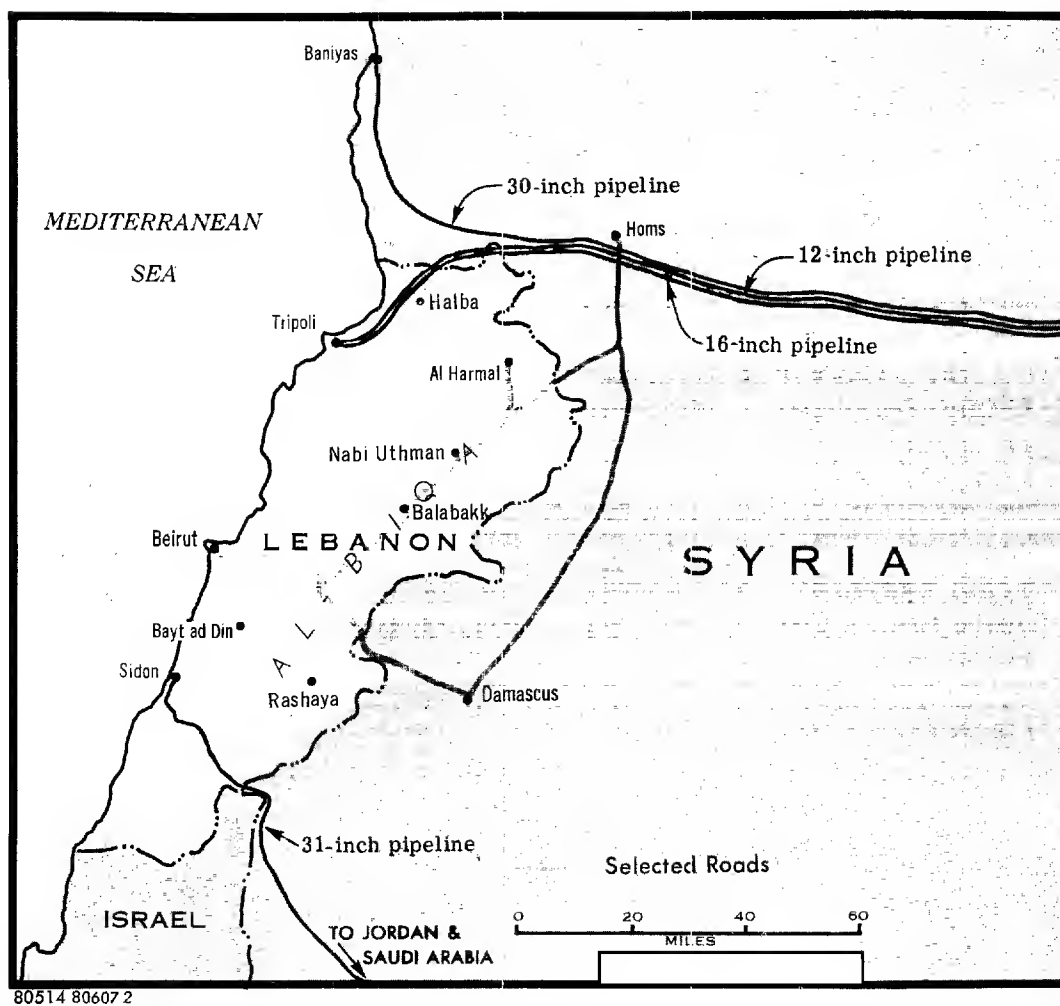 Baniyas
30-inch pipeline
MEDITERRANEAN
SEA
Homs
12-inch pipeline
Halba
Tripoli
16-inch pipeline
Al Harmal
Nabi Uthman
Balabakk
Beirut
LEBANON
AL BIQA
SYRIA
Bayt ad Din
Sidon
Rashaya
Damascus
31-inch pipeline
Selected Roads
ISRAEL
0 20 40 60
MILES
TO JORDAN &
SAUDI ARABIA
80514 80607 2